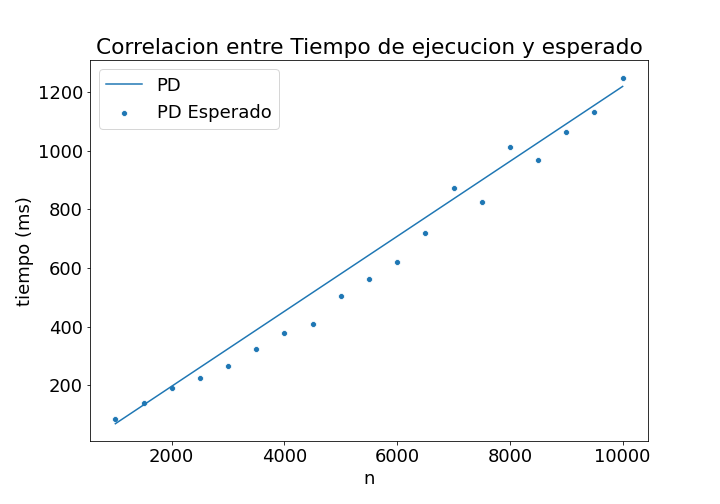 Correlacion entre Tiempo de ejecucion y esperado
PD
PD Esperado
1200
1000
800
600
400
200
tiempo (ms)
2000 4000 6000 8000 10000
n